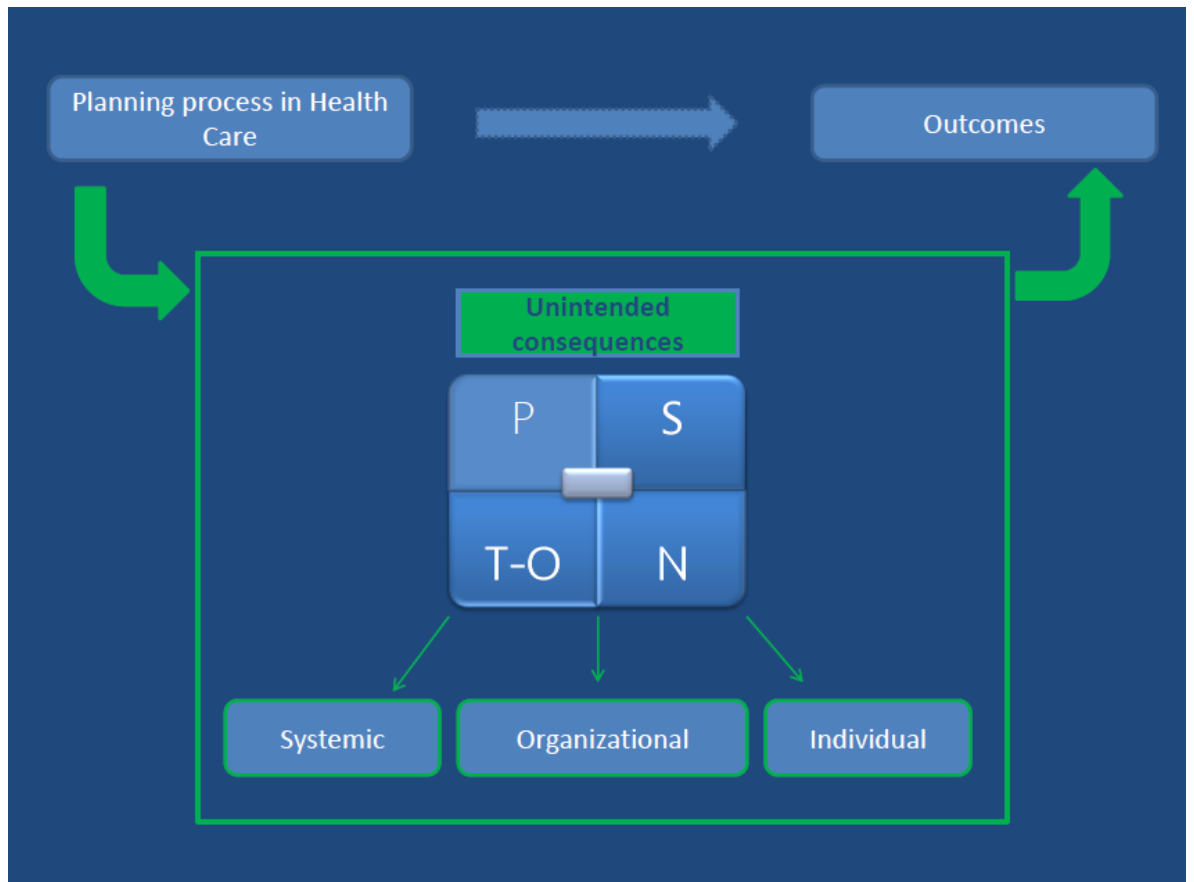 Planning process in Health
Care
Outcomes
Unintended
consequences
P
S
T-O
N
Systemic
Organizational
Individual